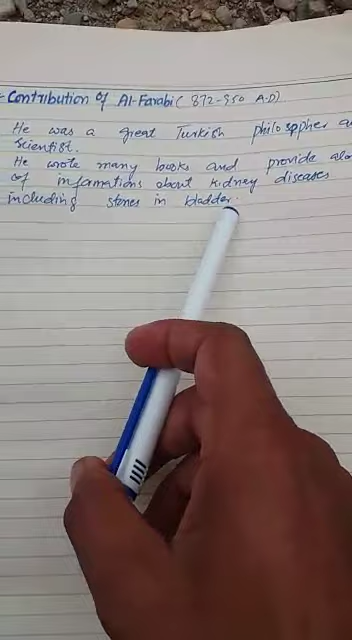 Contribution of Al-Farabi (872-950 A.D)
He was a great Turkish philosopher a
Scientist.
He wrote many books and provide alo
of informations about kidney diseases
including stones in bladder.